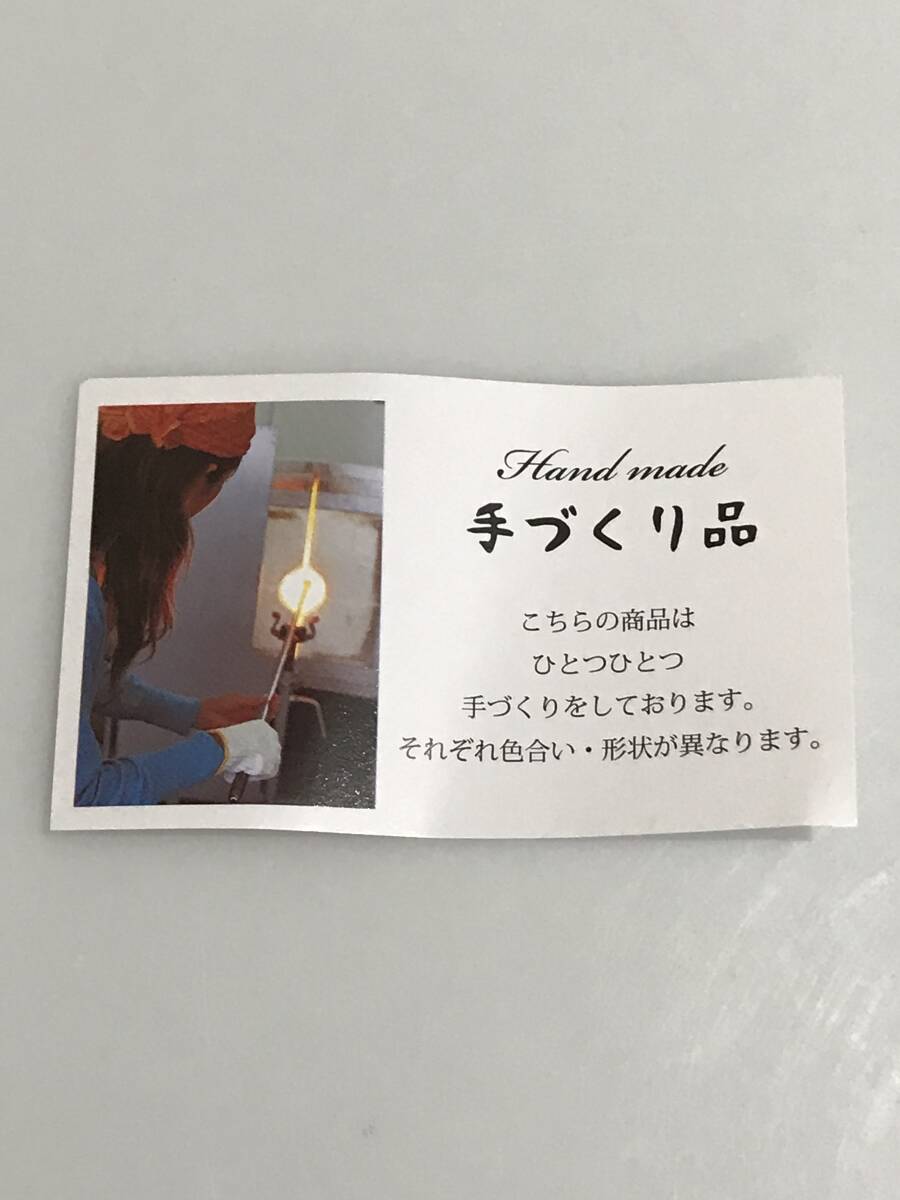 Hand made
手づくり品
こちらの商品は
ひとつひとつ
手づくりをしております。
それぞれ色合い・形状が異なります。